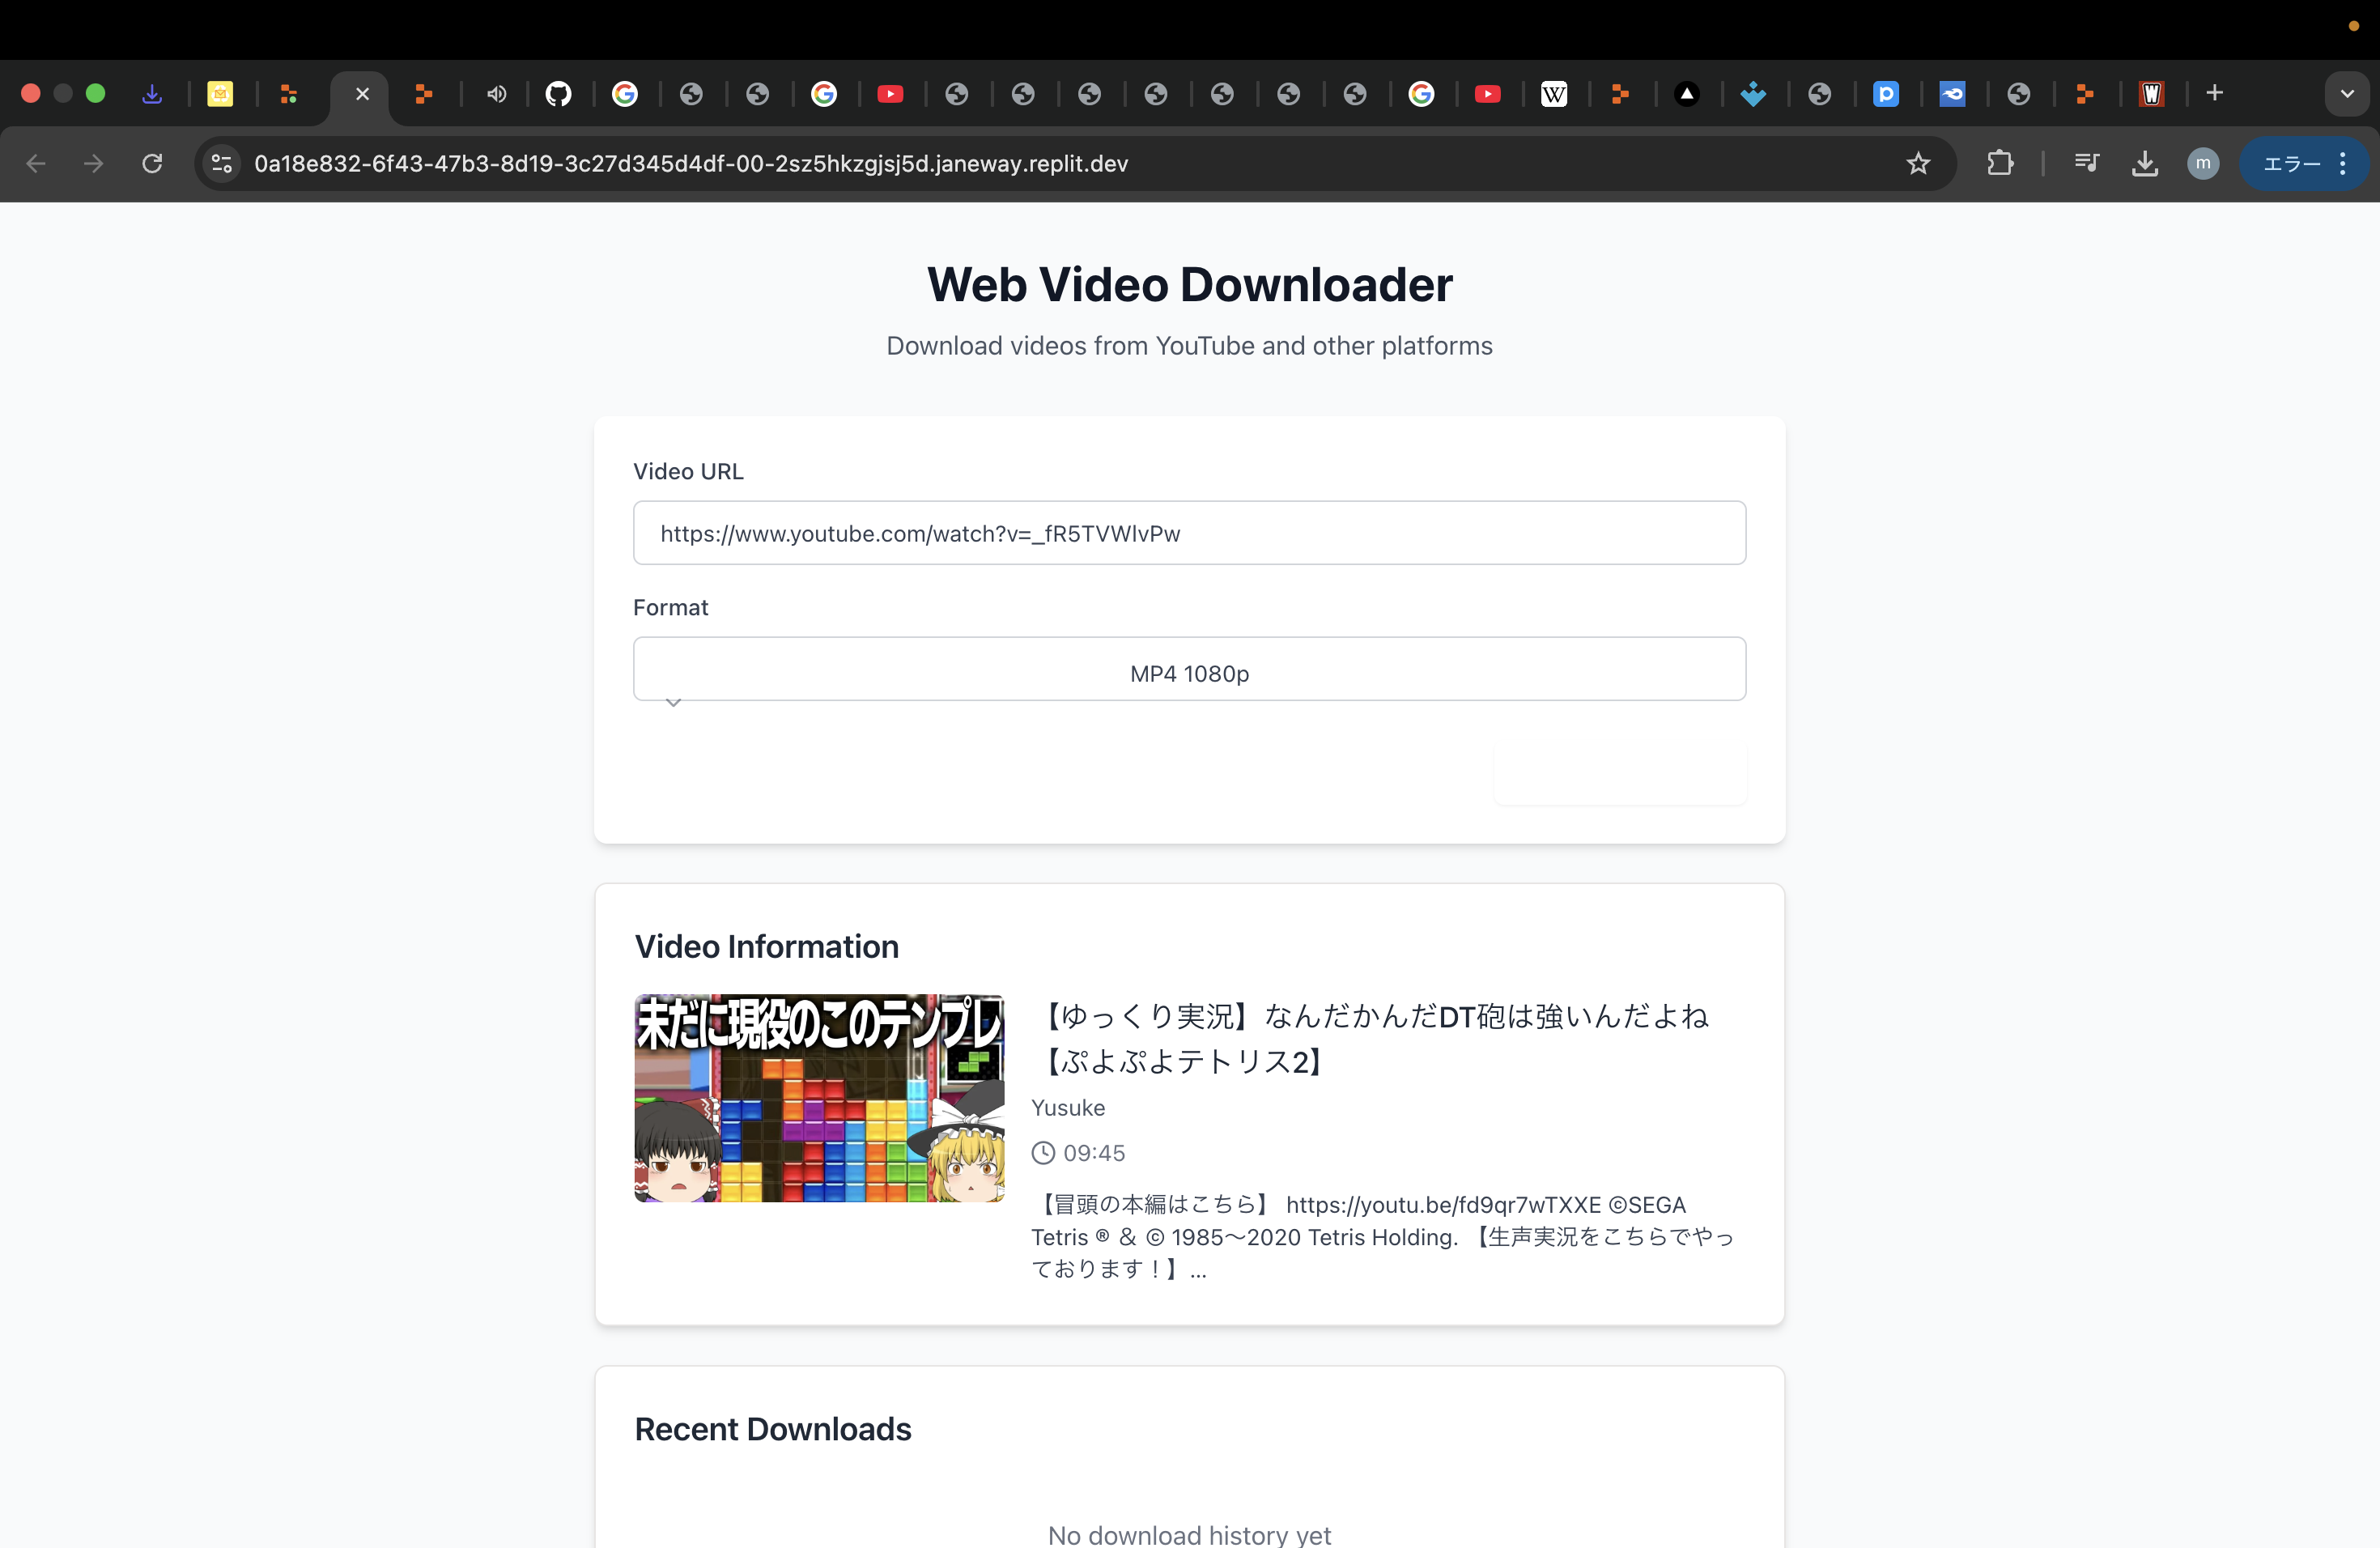 0a18e832-6f43-47b3-8d19-3c27d345d4df-00-2sz5hkzgjsj5d.janeway.replit.dev
m
エラー
Web Video Downloader
Download videos from YouTube and other platforms
Video URL
https://www.youtube.com/watch?v=_fR5TVWlvPw
Format
MP4 1080p
Video Information
未だに現役のこのテンプレ
【ゆっくり実況】なんだかんだDT砲は強いんだよね
【ぷよぷよテトリス2】
Yusuke
09:45
【冒頭の本編はこちら】 https://youtu.be/fd9qr7wTXXE ©SEGA
Tetris ® ＆ © 1985〜2020 Tetris Holding. 【生声実況をこちらでやっ
ております！】...
Recent Downloads
No download history yet